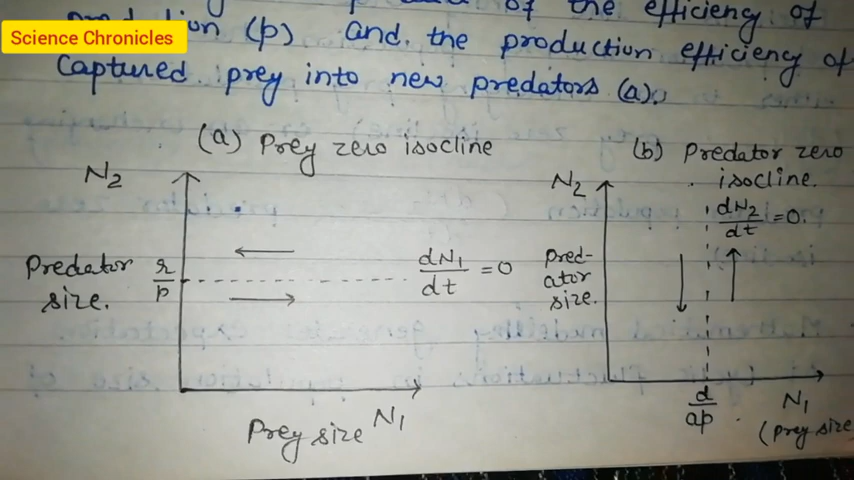 of the efficiency of
Science Chronicles
(p) and the production efficiency of
Captured prey into new predators (a).
(a) Prey zero isocline
(b) Predator zero
isocline.
N2
N2
dN2/dt = 0.
Predator
size.
r/p
dN1/dt = 0
Pred-
ator
size.
d/ap
N1
(Prey size
Prey size N1